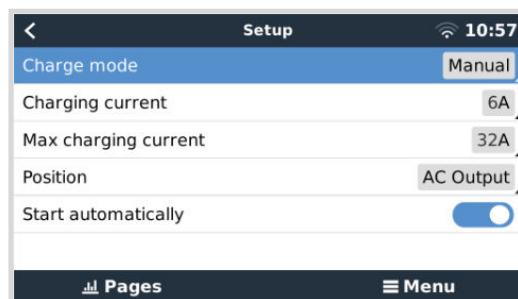 Setup 10:57
Charge mode Manual
Charging current 6A
Max charging current 32A
Position AC Output
Start automatically
Pages Menu